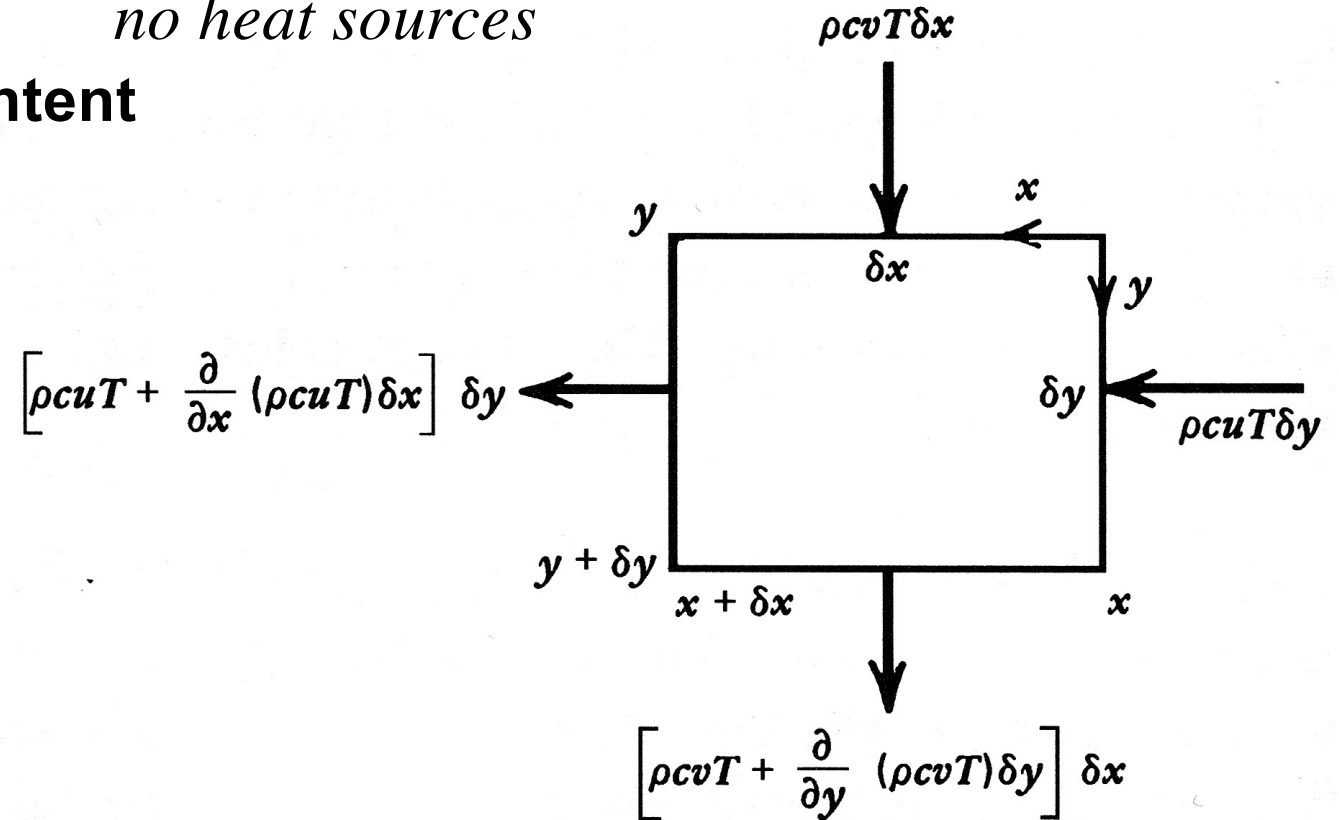 no heat sources
ntent
ρcvTδx
x
y
δx
y
[ρcuT + ∂/∂x (ρcuT)δx] δy
δy
ρcuTδy
y + δy
x + δx
x
[ρcvT + ∂/∂y (ρcvT)δy] δx